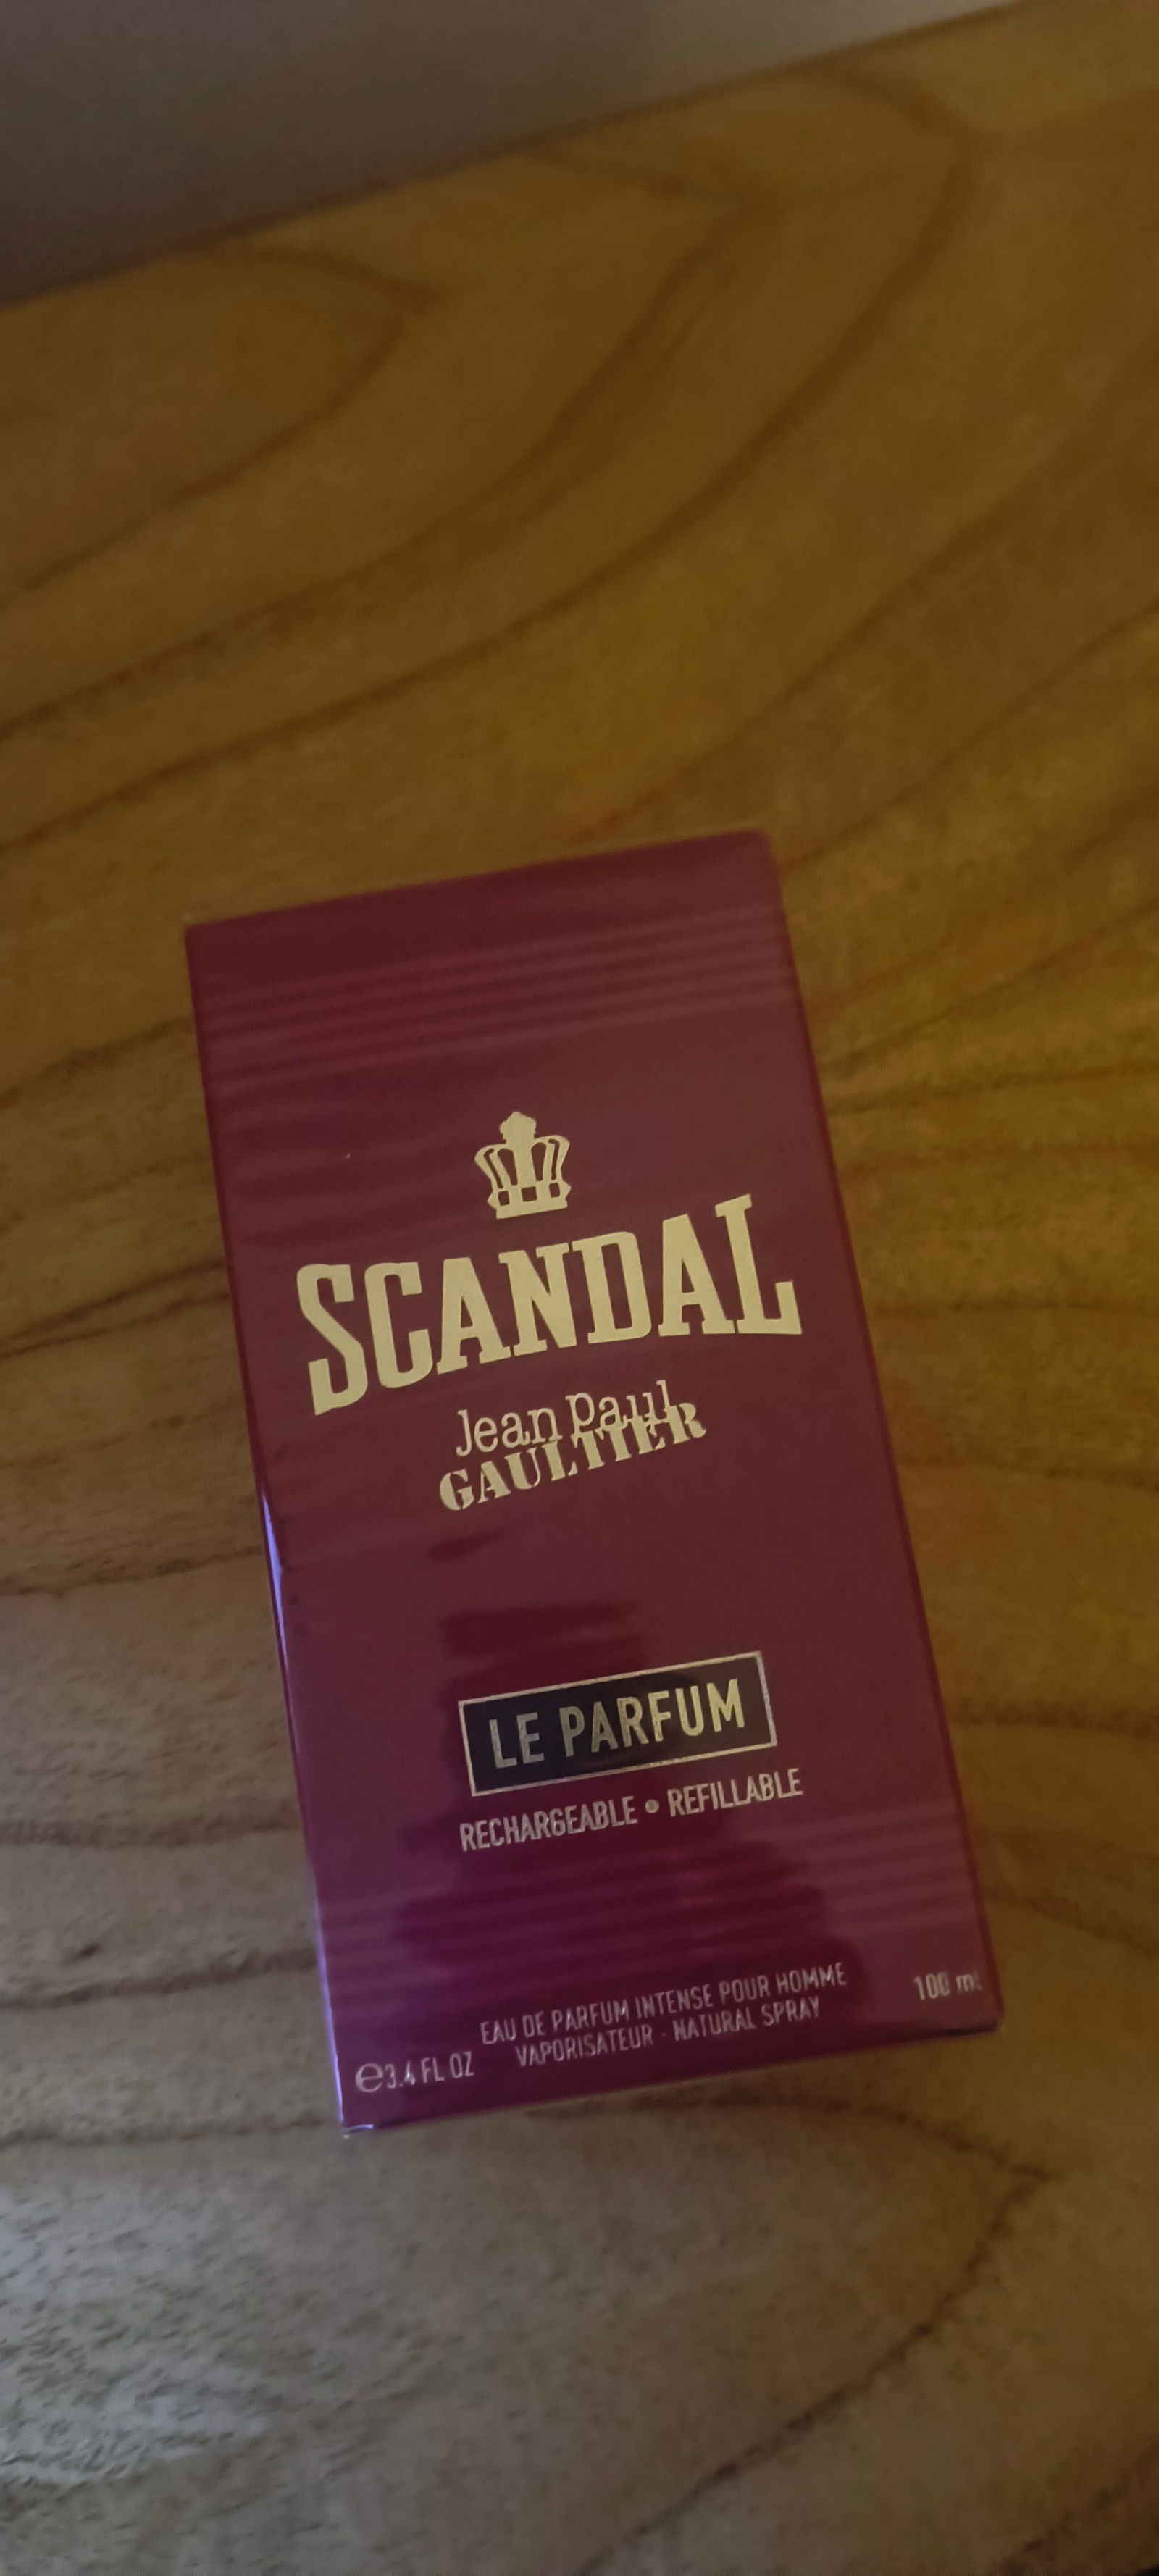 SCANDAL
Jean Paul
GAULTIER
LE PARFUM
RECHARGEABLE • REFILLABLE
EAU DE PARFUM INTENSE POUR HOMME
VAPORISATEUR - NATURAL SPRAY
℮3.4 FL OZ
100 ml